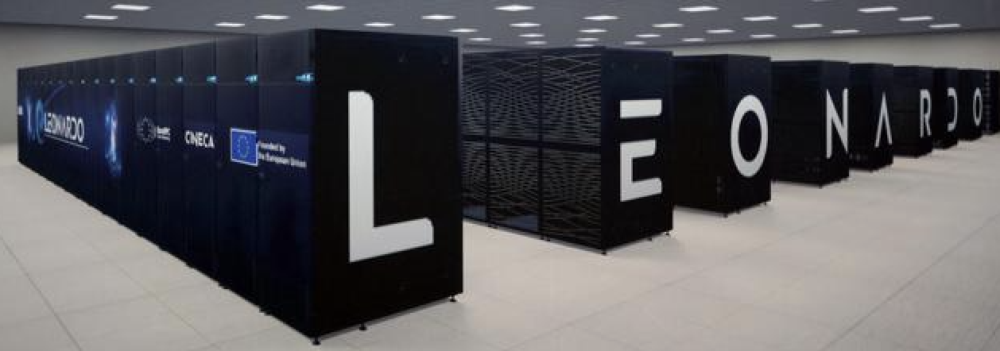 LEONARDO
CINECA
Funded by
the European Union
L
E
O
N
A
R
D
O